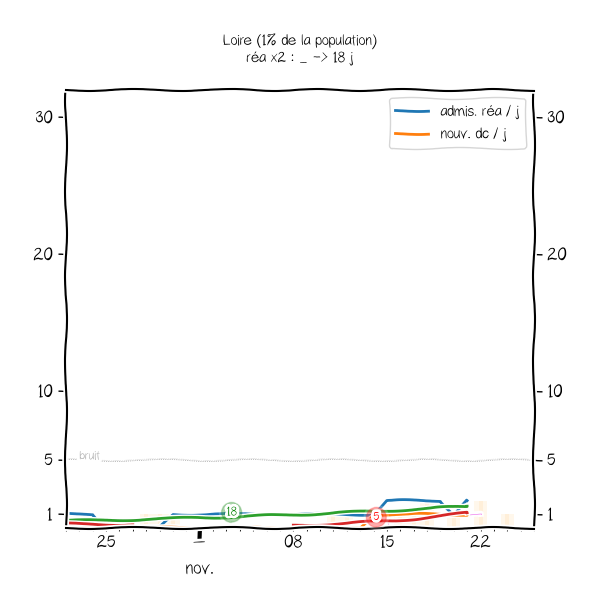 Loire (1% de la population)
réa x2 : _ -> 18 j
admis. réa / j
nouv. dc / j
30 30
20 20
10 10
5 bruit 5
18
5
1 1
25 1 08 15 22
nov.